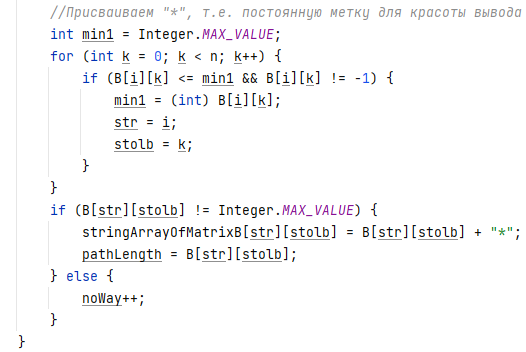 //Присваиваем "*", т.е. постоянную метку для красоты вывода
int min1 = Integer.MAX_VALUE;
for (int k = 0; k < n; k++) {
if (B[i][k] <= min1 && B[i][k] != -1) {
min1 = (int) B[i][k];
str = i;
stolb = k;
}
}
if (B[str][stolb] != Integer.MAX_VALUE) {
stringArrayOfMatrixB[str][stolb] = B[str][stolb] + "*";
pathLength = B[str][stolb];
} else {
noWay++;
}
}